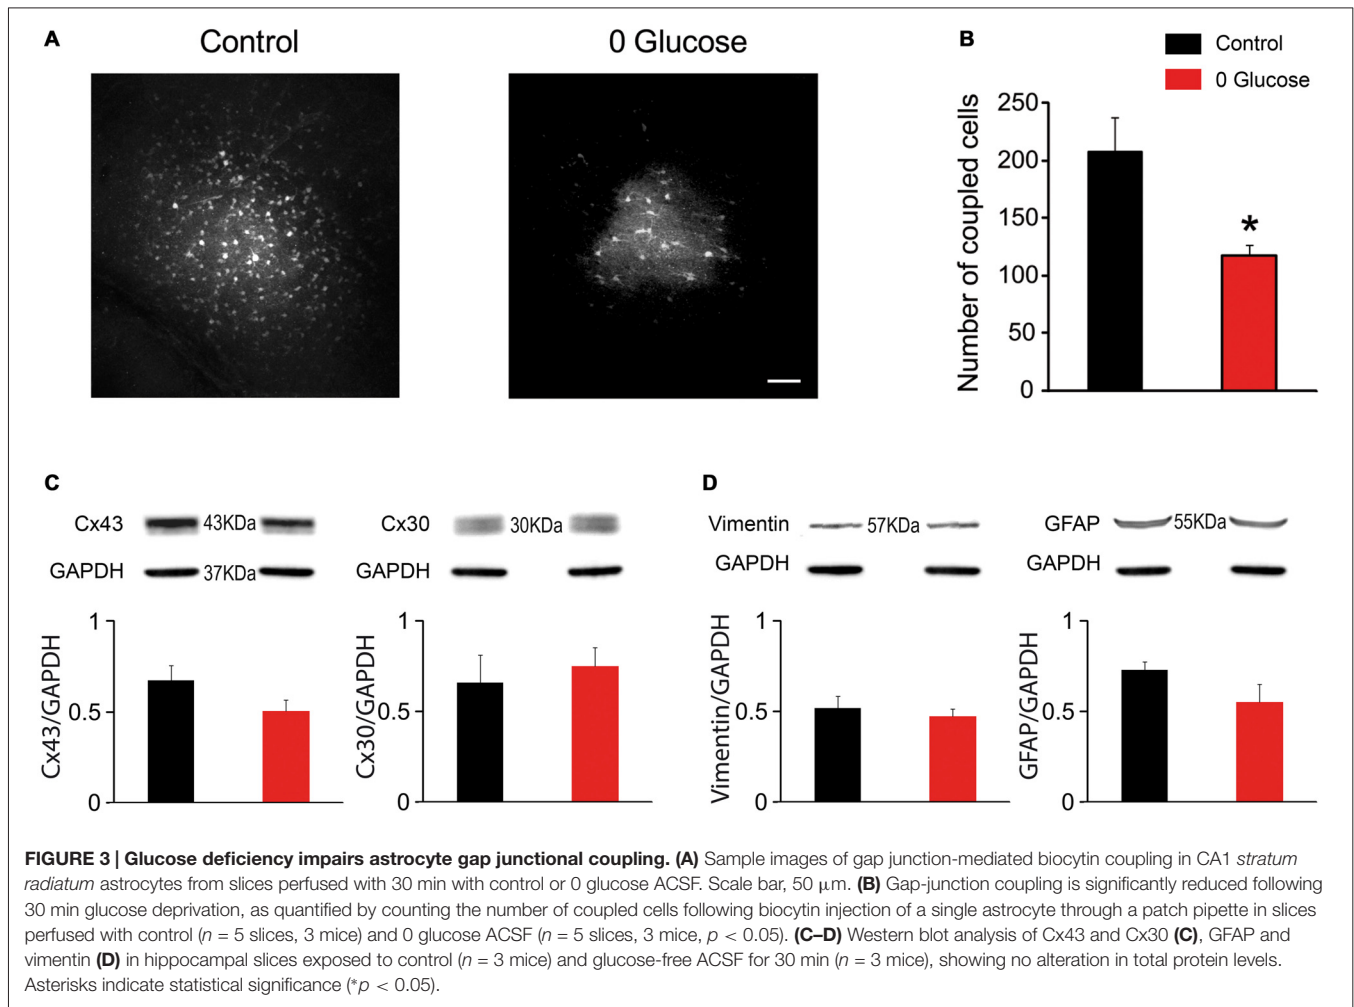 A
Control
0 Glucose
B
Control
0 Glucose
Number of coupled cells
250
200
150
100
50
0
*
C
Cx43
43KDa
GAPDH
37KDa
Cx43/GAPDH
1
0.5
0
Cx30
30KDa
GAPDH
Cx30/GAPDH
1
0.5
0
D
Vimentin
57KDa
GAPDH
Vimentin/GAPDH
1
0.5
0
GFAP
55KDa
GAPDH
GFAP/GAPDH
1
0.5
0
FIGURE 3 | Glucose deficiency impairs astrocyte gap junctional coupling. (A) Sample images of gap junction-mediated biocytin coupling in CA1 stratum
radiatum astrocytes from slices perfused with 30 min with control or 0 glucose ACSF. Scale bar, 50 μm. (B) Gap-junction coupling is significantly reduced following
30 min glucose deprivation, as quantified by counting the number of coupled cells following biocytin injection of a single astrocyte through a patch pipette in slices
perfused with control (n = 5 slices, 3 mice) and 0 glucose ACSF (n = 5 slices, 3 mice, p < 0.05). (C–D) Western blot analysis of Cx43 and Cx30 (C), GFAP and
vimentin (D) in hippocampal slices exposed to control (n = 3 mice) and glucose-free ACSF for 30 min (n = 3 mice), showing no alteration in total protein levels.
Asterisks indicate statistical significance (*p < 0.05).